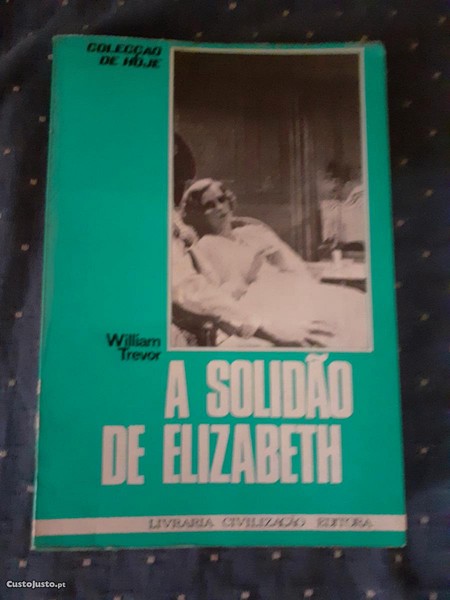 COLECÇÃO
DE HOJE
William
Trevor
A SOLIDÃO
DE ELIZABETH
LIVRARIA CIVILIZAÇÃO EDITORA
CustoJusto.pt